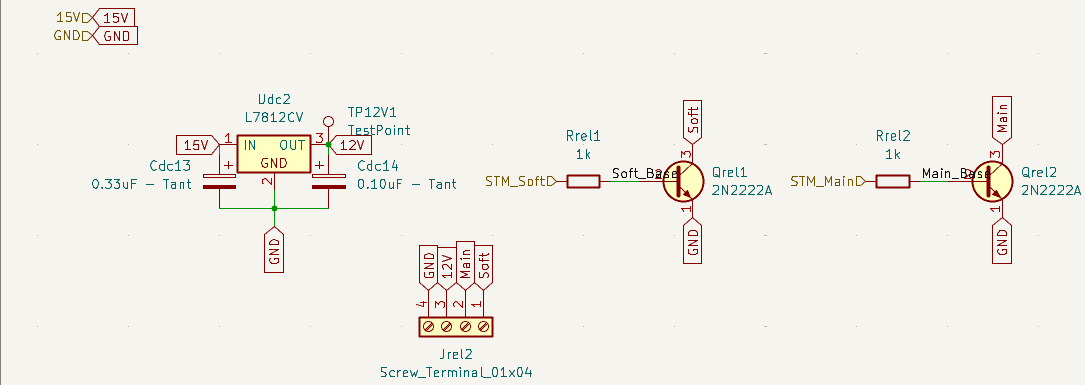 15V 15V
GND GND
Udc2
L7812CV
TP12V1
TestPoint
15V 1 IN OUT 3 12V
GND
2
Cdc13
0.33uF – Tant
+
+
Cdc14
0.10uF – Tant
GND
Soft
Rrel1
1k
STM_Soft
Soft_Base
3
Qrel1
2N2222A
1
GND
Main
Rrel2
1k
STM_Main
Main_Base
3
Qrel2
2N2222A
1
GND
GND 12V Main Soft
4 3 2 1
Jrel2
Screw_Terminal_01x04